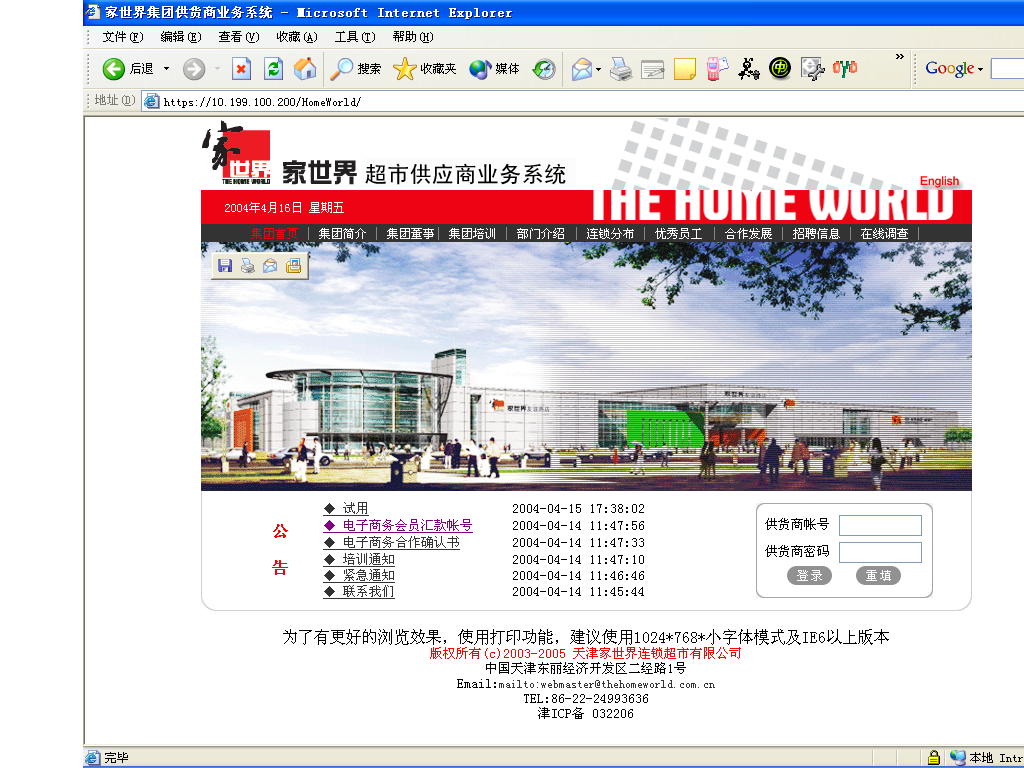 家世界集团供货商业务系统 - Microsoft Internet Explorer
文件(F) 编辑(E) 查看(V) 收藏(A) 工具(T) 帮助(H)
后退 搜索 收藏夹 媒体 » Google
地址(D) https://10.199.100.200/HomeWorld/
家世界
THE HOME WORLD
家世界 超市供应商业务系统
English
2004年4月16日 星期五
THE HOME WORLD
集团首页 | 集团简介 | 集团董事 | 集团培训 | 部门介绍 | 连锁分布 | 优秀员工 | 合作发展 | 招聘信息 | 在线调查 |
家世界
家世界
公告
◆ 试用 2004-04-15 17:38:02
◆ 电子商务会员汇款帐号 2004-04-14 11:47:56
◆ 电子商务合作确认书 2004-04-14 11:47:33
◆ 培训通知 2004-04-14 11:47:10
◆ 紧急通知 2004-04-14 11:46:46
◆ 联系我们 2004-04-14 11:45:44
供货商帐号
供货商密码
登录 重填
为了有更好的浏览效果，使用打印功能，建议使用1024*768*小字体模式及IE6以上版本
版权所有(c)2003-2005 天津家世界连锁超市有限公司
中国天津东丽经济开发区二经路1号
Email:mailto:webmaster@thehomeworld.com.cn
TEL:86-22-24993636
津ICP备 032206
完毕 本地 Intr